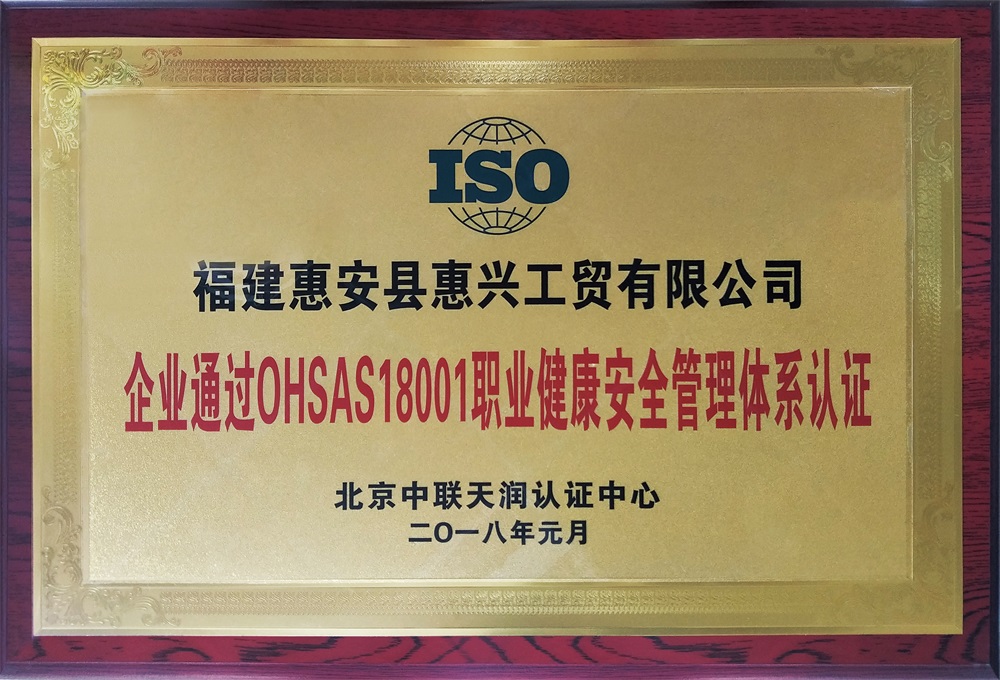 ISO
福建惠安县惠兴工贸有限公司
企业通过OHSAS18001职业健康安全管理体系认证
北京中联天润认证中心
二O一八年元月